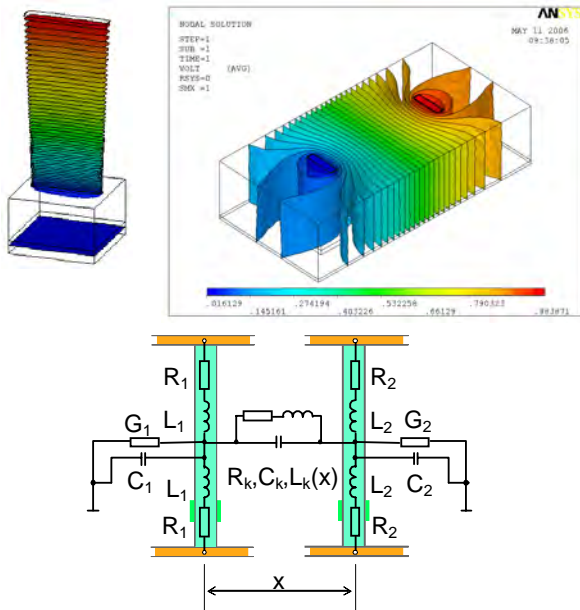 ANSYS
NODAL SOLUTION
MAY 11 2006
09:38:05
STEP=1
SUB =1
TIME=1
VOLT (AVG)
RSYS=0
SMX =1
.016129 .274194 .532258 .790323
.145161 .403226 .66129 .983871
R1 R2
G1 L1 L2 G2
C1 L1 Rk,Ck,Lk(x) L2 C2
R1 R2
x